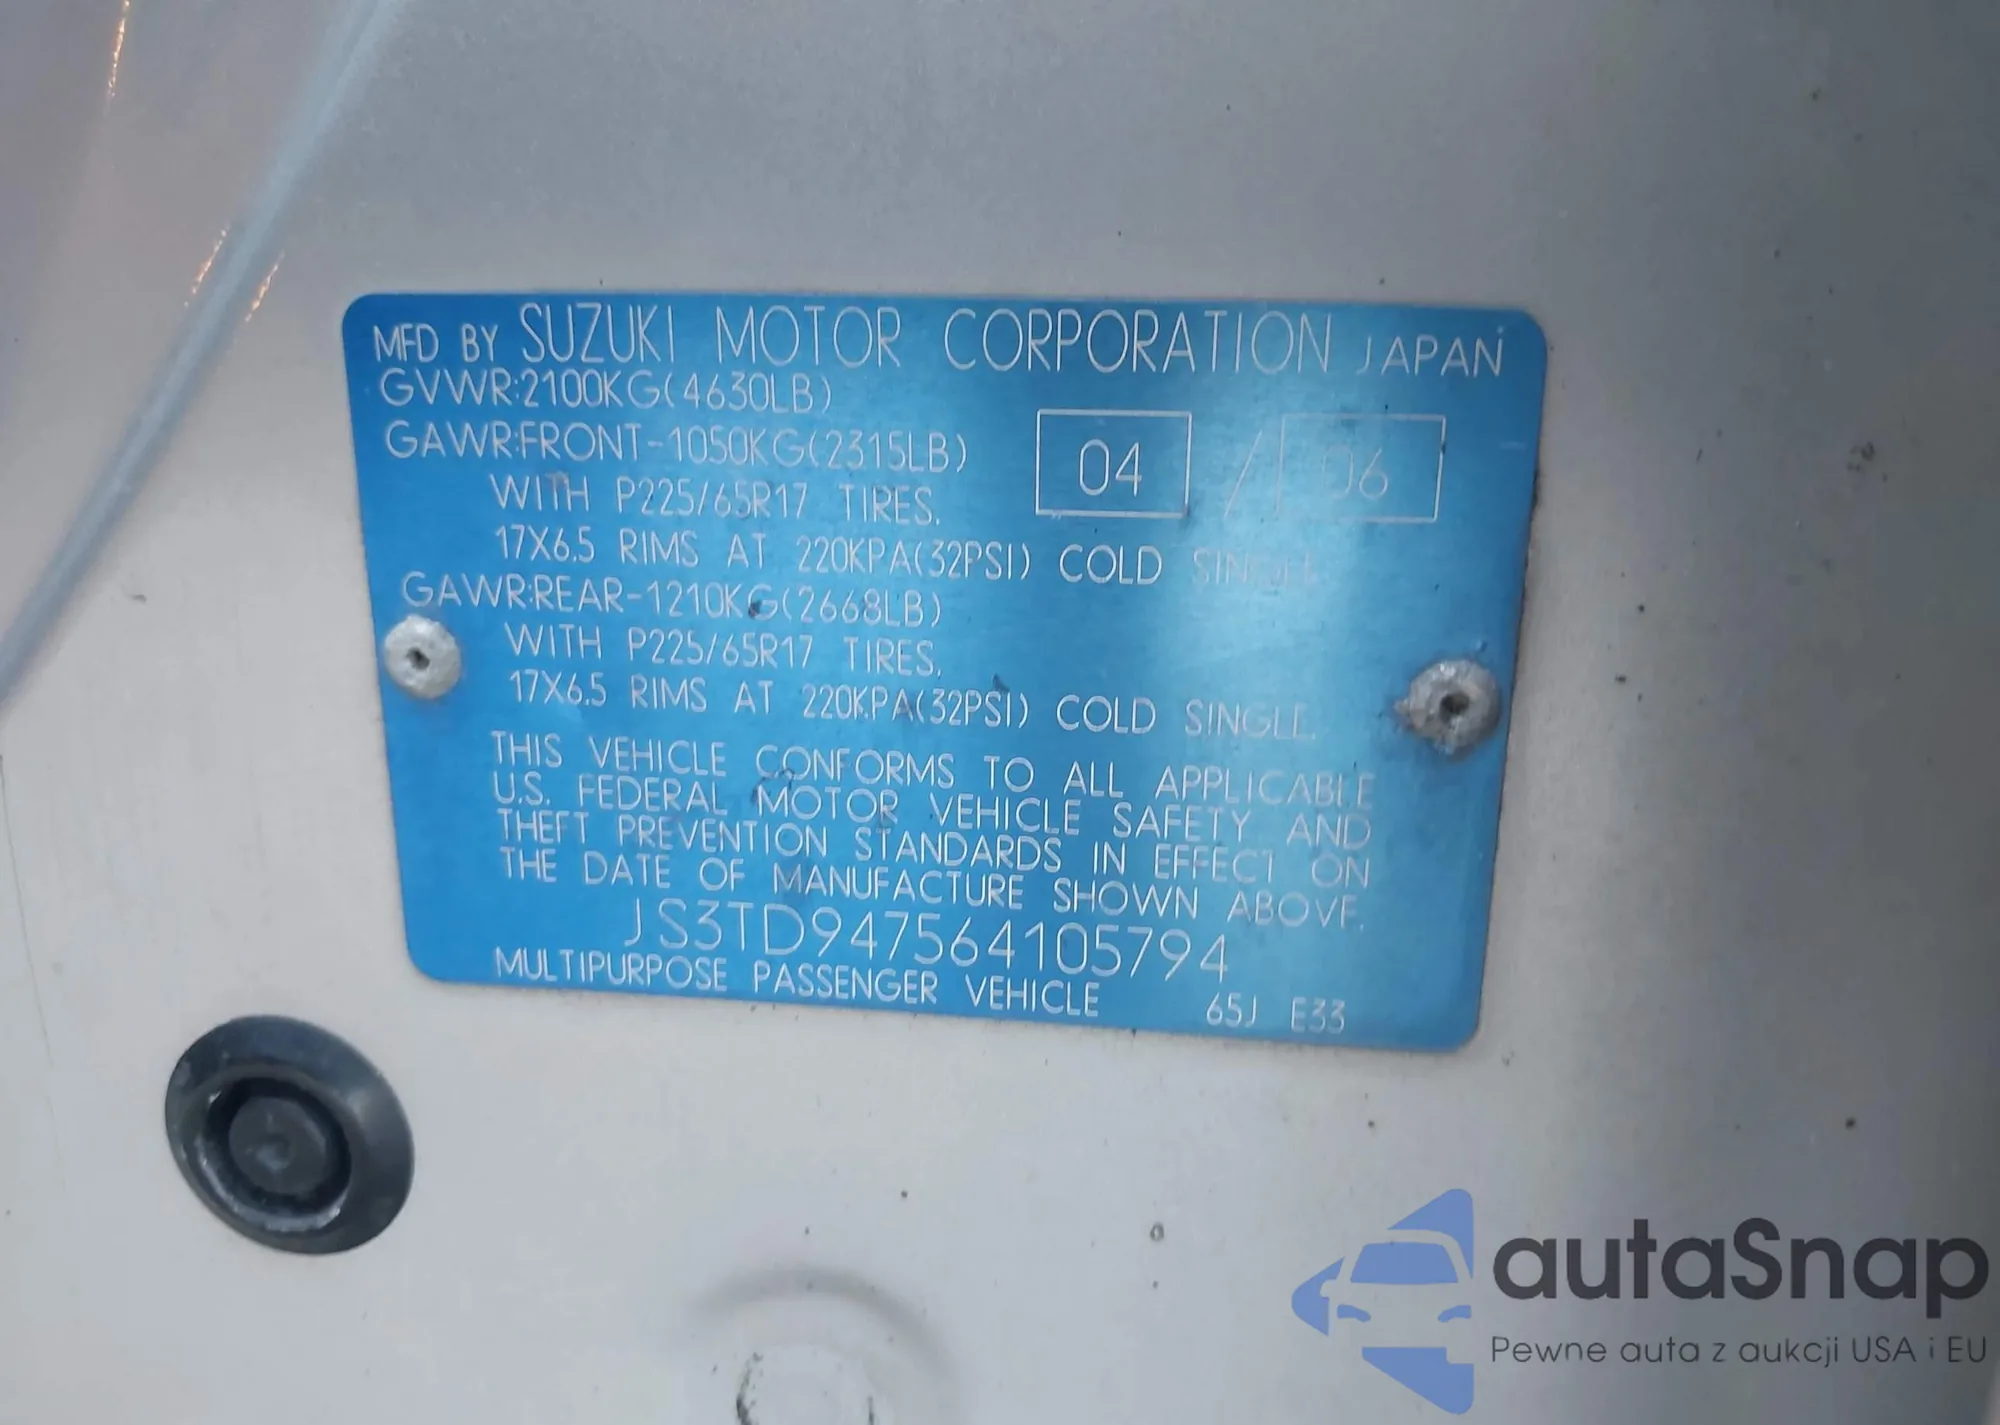 MFD BY SUZUKI MOTOR CORPORATION JAPAN
GVWR:2100KG(4630LB)
GAWR:FRONT-1050KG(2315LB)
04 / 06
WITH P225/65R17 TIRES,
17X6.5 RIMS AT 220KPA(32PSI) COLD SINGLE.
GAWR:REAR-1210KG(2668LB)
WITH P225/65R17 TIRES,
17X6.5 RIMS AT 220KPA(32PSI) COLD SINGLE.
THIS VEHICLE CONFORMS TO ALL APPLICABLE
U.S. FEDERAL MOTOR VEHICLE SAFETY AND
THEFT PREVENTION STANDARDS IN EFFECT ON
THE DATE OF MANUFACTURE SHOWN ABOVE.
JS3TD947564105794
MULTIPURPOSE PASSENGER VEHICLE 65J E33
autaSnap
Pewne auta z aukcji USA i EU